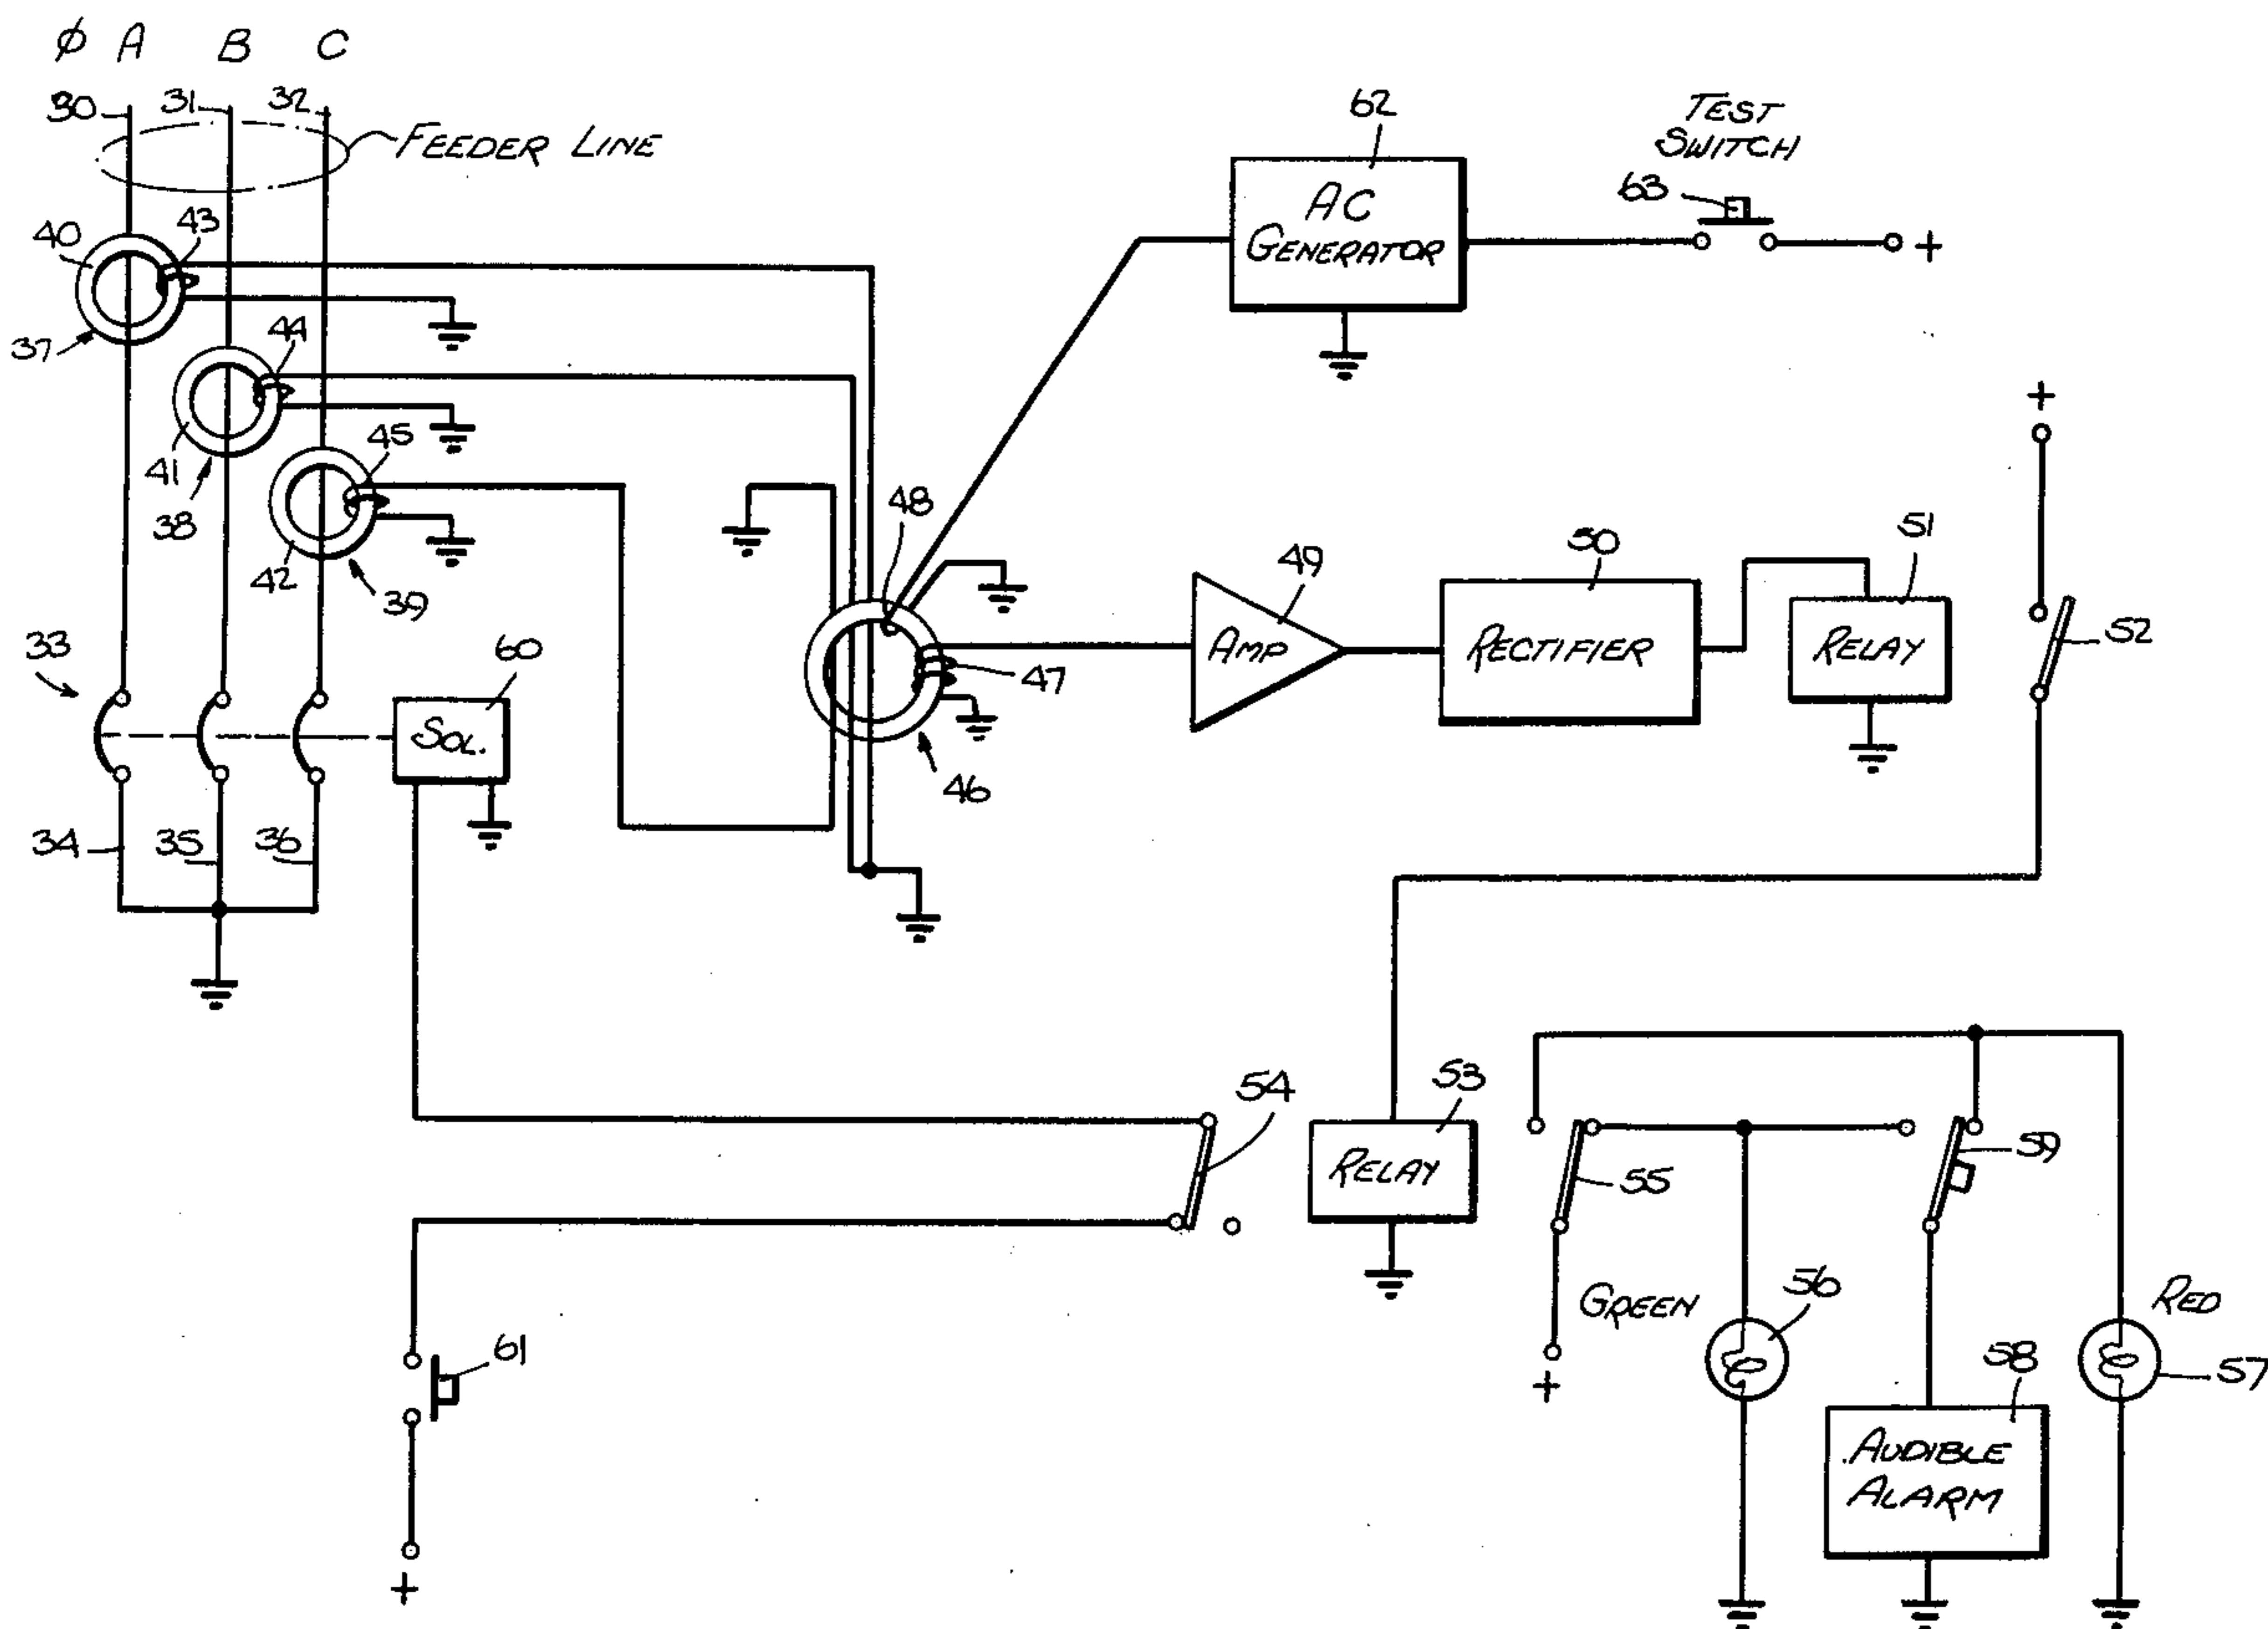 Ø A B C
30 31 32
FEEDER LINE
40 43
37
44
41
38
45
42
39
33
60
SOL.
34 35 36
62
AC
GENERATOR
TEST
SWITCH
63
+
48
47
46
49
AMP
50
RECTIFIER
51
RELAY
+
52
54
53
RELAY
55
59
GREEN
56
RED
57
+
58
AUDIBLE
ALARM
61
+